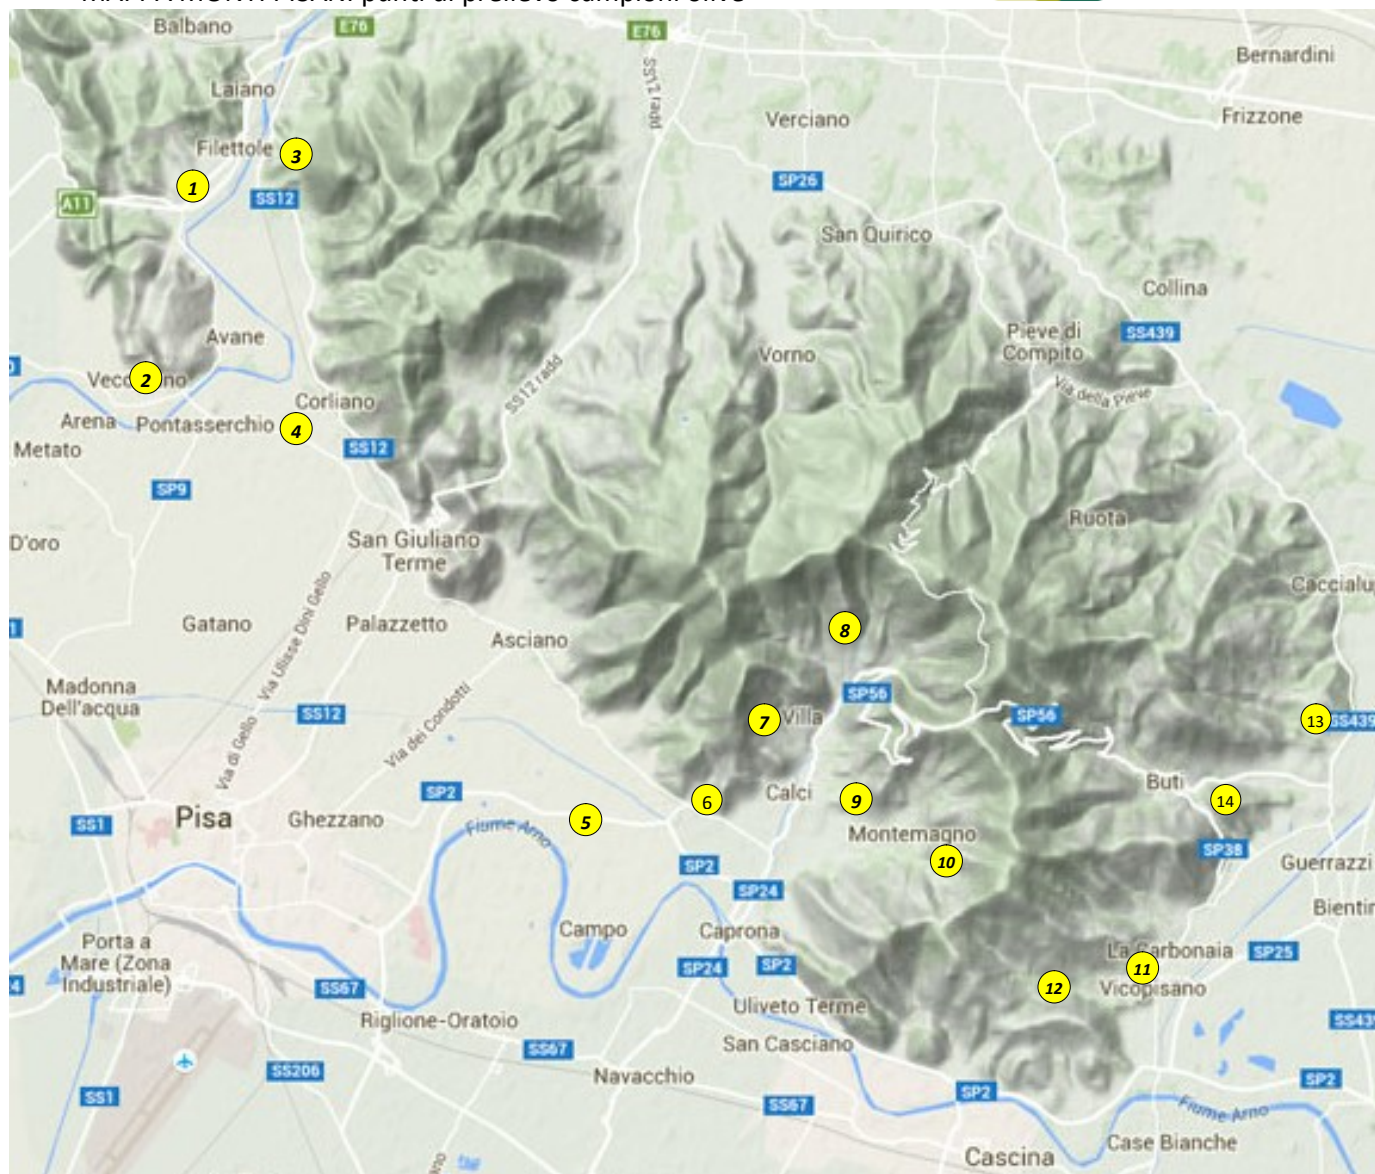 Balbano
E76
E76
Bernardini
SS12 radd
Laiano
Frizzone
Verciano
Filettole
3
1
SP26
A11
SS12
San Quirico
Collina
Avane
Pieve di
Compito
SS439
Vorno
2
Via della Pieve
SS12 radd
Corliano
Arena
Pontasserchio
4
Metato
SS12
SP9
Ruota
D'oro
San Giuliano
Terme
Via Ulisse Dini Gello
Gatano
Palazzetto
Asciano
8
Madonna
Dell'acqua
SP56
SS12
Via di Gello
Via dei Condotti
7
Villa
SP56
13
SS439
SP2
Calci
9
Buti
14
6
Pisa
Ghezzano
5
SS1
Fiume Arno
Montemagno
10
SP38
SP2
SP24
Guerrazzi
Campo
Caprona
Porta a
Mare (Zona
Industriale)
La Carbonaia
SP25
SP24
SP2
11
12
Vicopisano
SS67
Uliveto Terme
Riglione-Oratoio
San Casciano
SS67
SS206
Navacchio
SS1
SP2
SP2
SS67
Fiume Arno
Case Bianche
Cascina